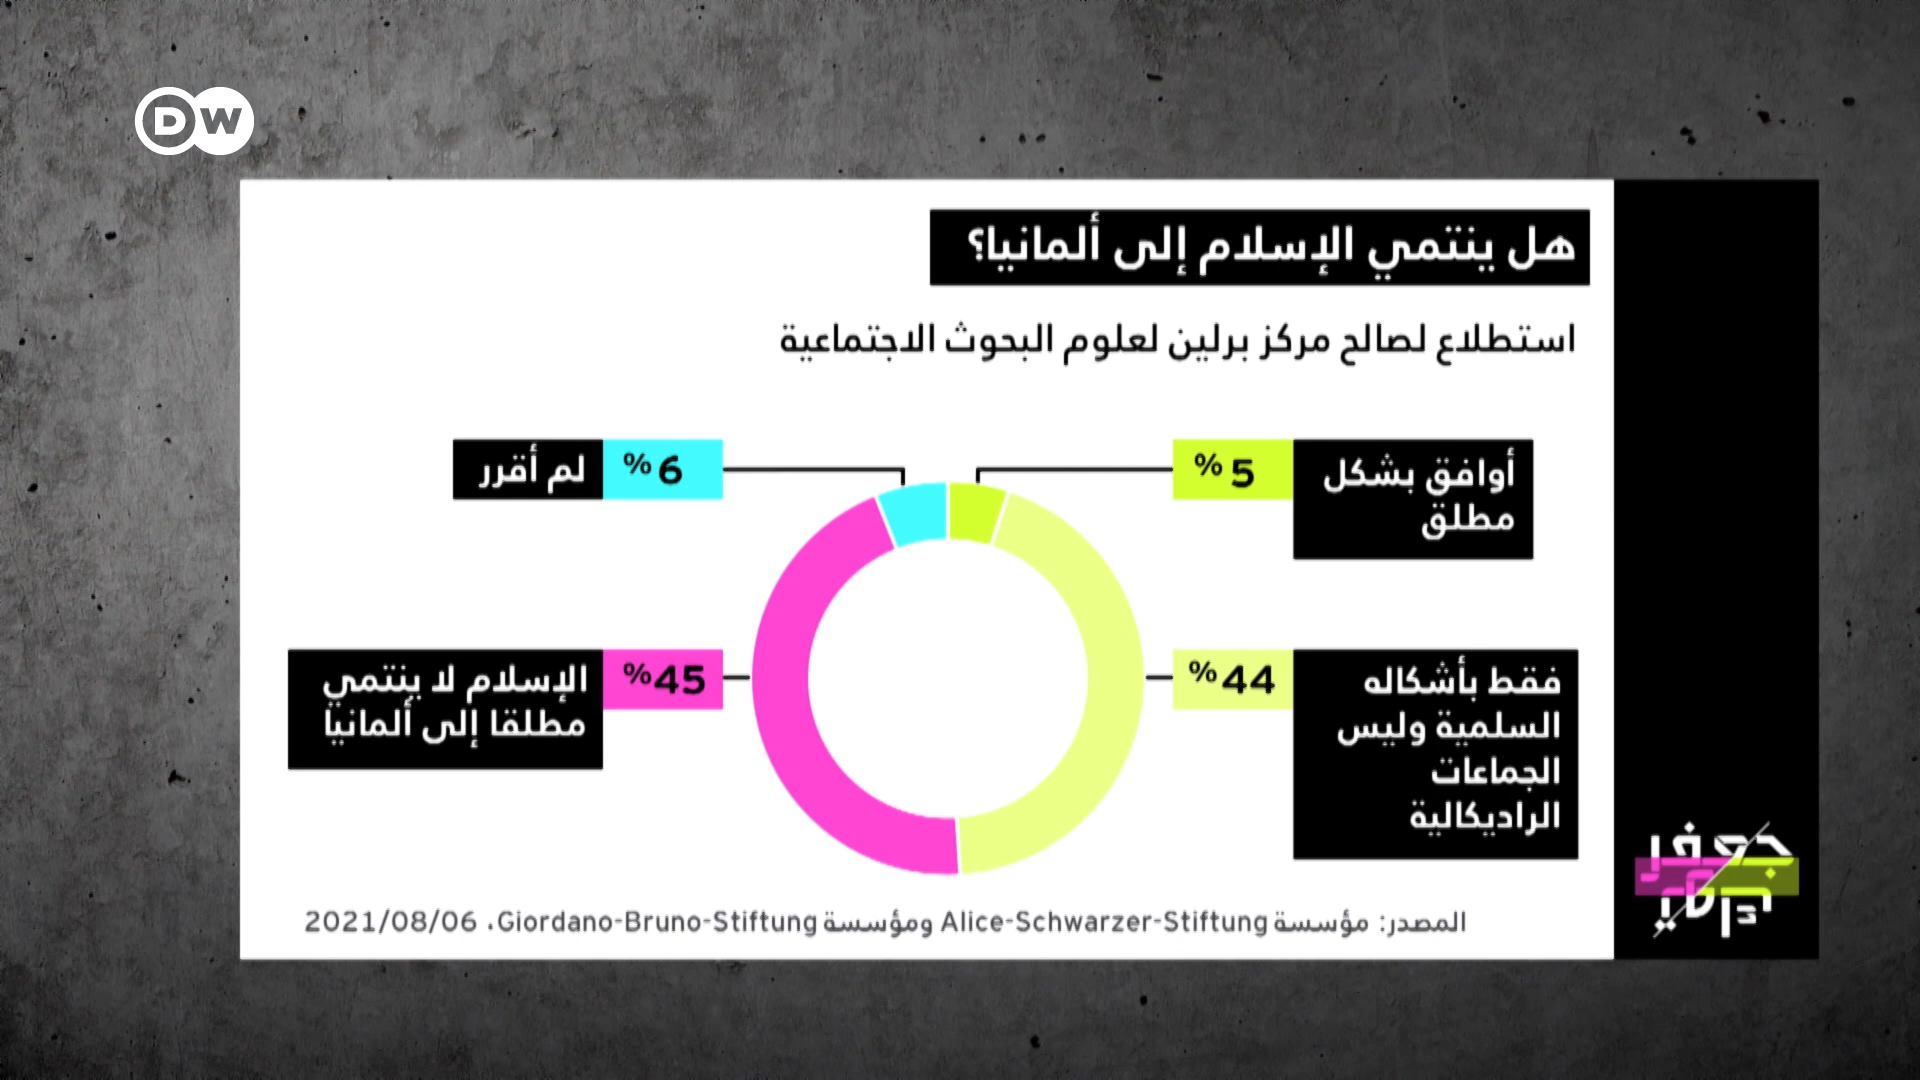 DW
هل ينتمي الإسلام إلى ألمانيا؟
استطلاع لصالح مركز برلين لعلوم البحوث الاجتماعية
أوافق بشكل
مطلق
5 %
6 %
لم أقرر
فقط بأشكاله
السلمية وليس
الجماعات
الراديكالية
44 %
45 %
الإسلام لا ينتمي
مطلقا إلى ألمانيا
المصدر: مؤسسة Alice-Schwarzer-Stiftung ومؤسسة Giordano-Bruno-Stiftung، 2021/08/06
جعفر
توك